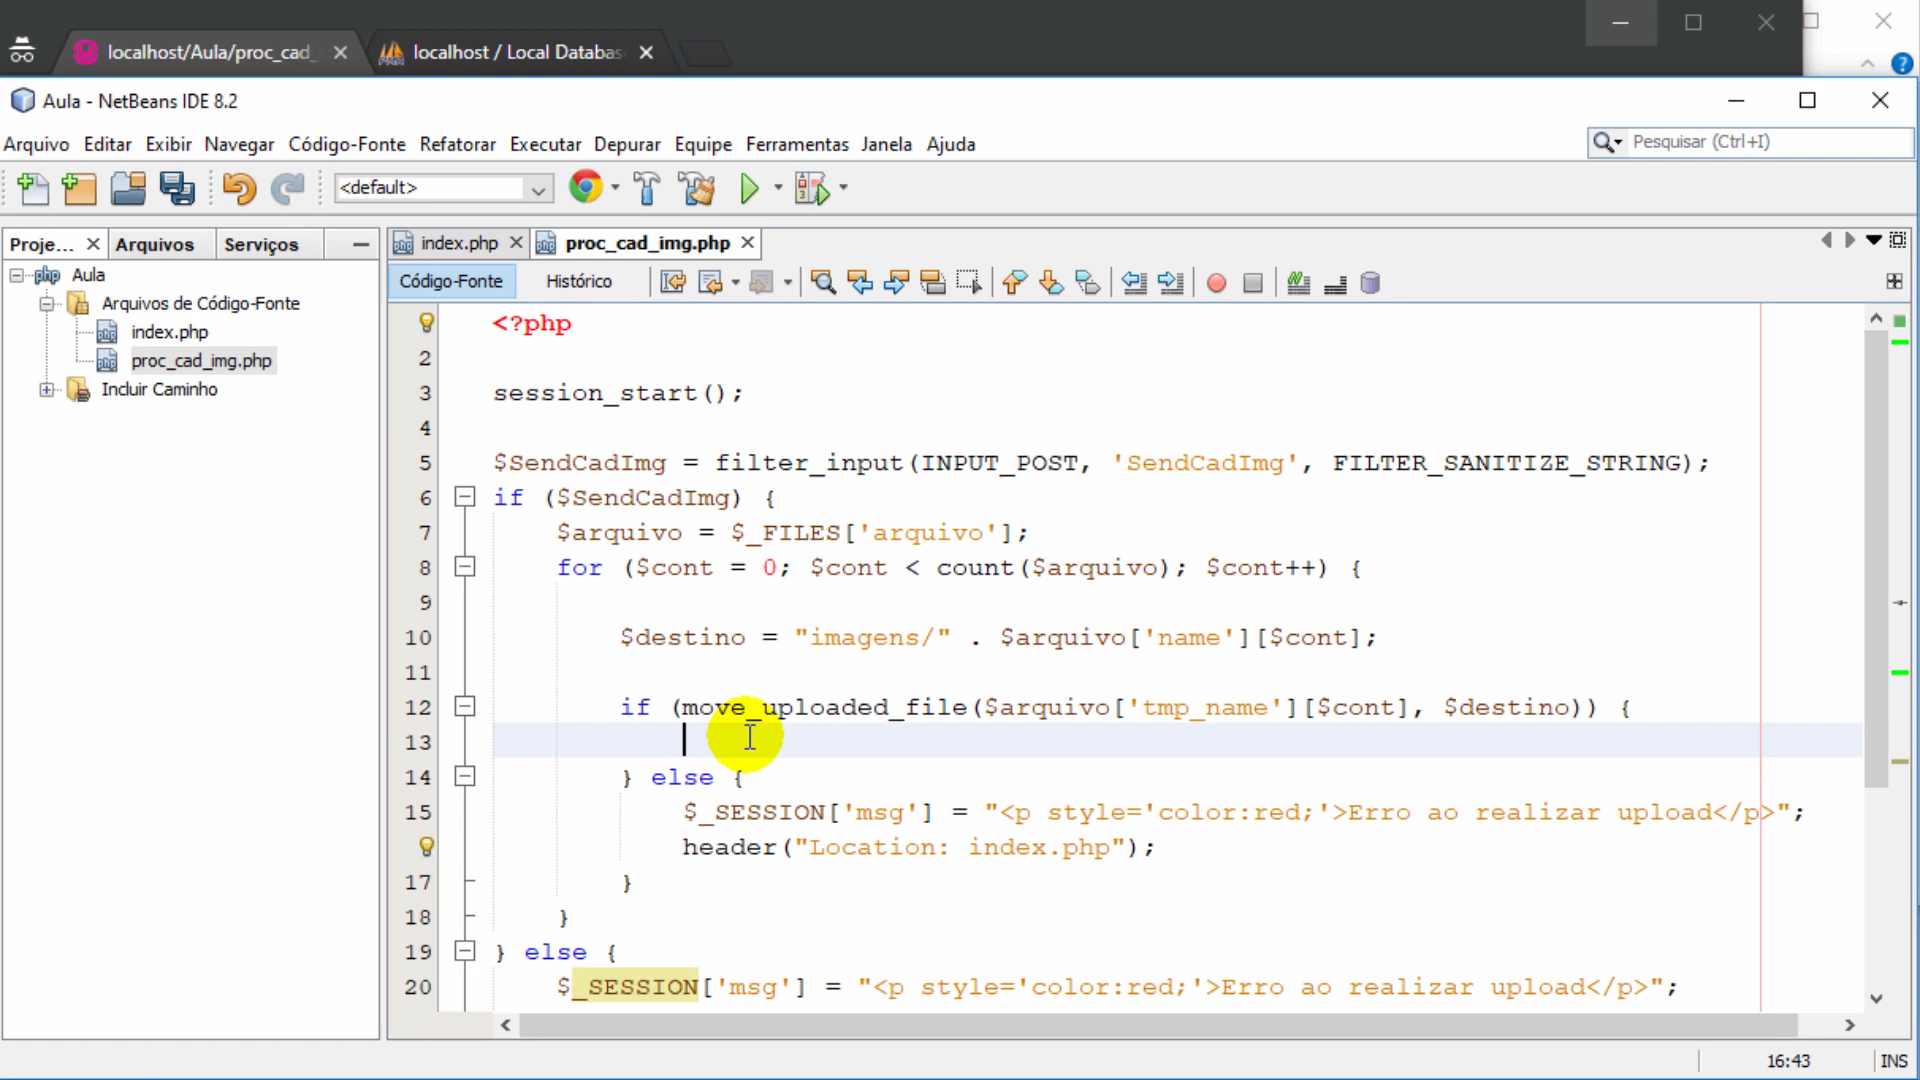 localhost/Aula/proc_cad_
localhost / Local Databas
Aula - NetBeans IDE 8.2
Arquivo Editar Exibir Navegar Código-Fonte Refatorar Executar Depurar Equipe Ferramentas Janela Ajuda
Pesquisar (Ctrl+I)
<default>
Proje... Arquivos Serviços
index.php proc_cad_img.php
Código-Fonte Histórico
php Aula
Arquivos de Código-Fonte
index.php
proc_cad_img.php
Incluir Caminho
<?php
2
3 session_start();
4
5 $SendCadImg = filter_input(INPUT_POST, 'SendCadImg', FILTER_SANITIZE_STRING);
6 if ($SendCadImg) {
7 $arquivo = $_FILES['arquivo'];
8 for ($cont = 0; $cont < count($arquivo); $cont++) {
9
10 $destino = "imagens/" . $arquivo['name'][$cont];
11
12 if (move_uploaded_file($arquivo['tmp_name'][$cont], $destino)) {
13
14 } else {
15 $_SESSION['msg'] = "<p style='color:red;'>Erro ao realizar upload</p>";
header("Location: index.php");
17 }
18 }
19 } else {
20 $_SESSION['msg'] = "<p style='color:red;'>Erro ao realizar upload</p>";
16:43 INS